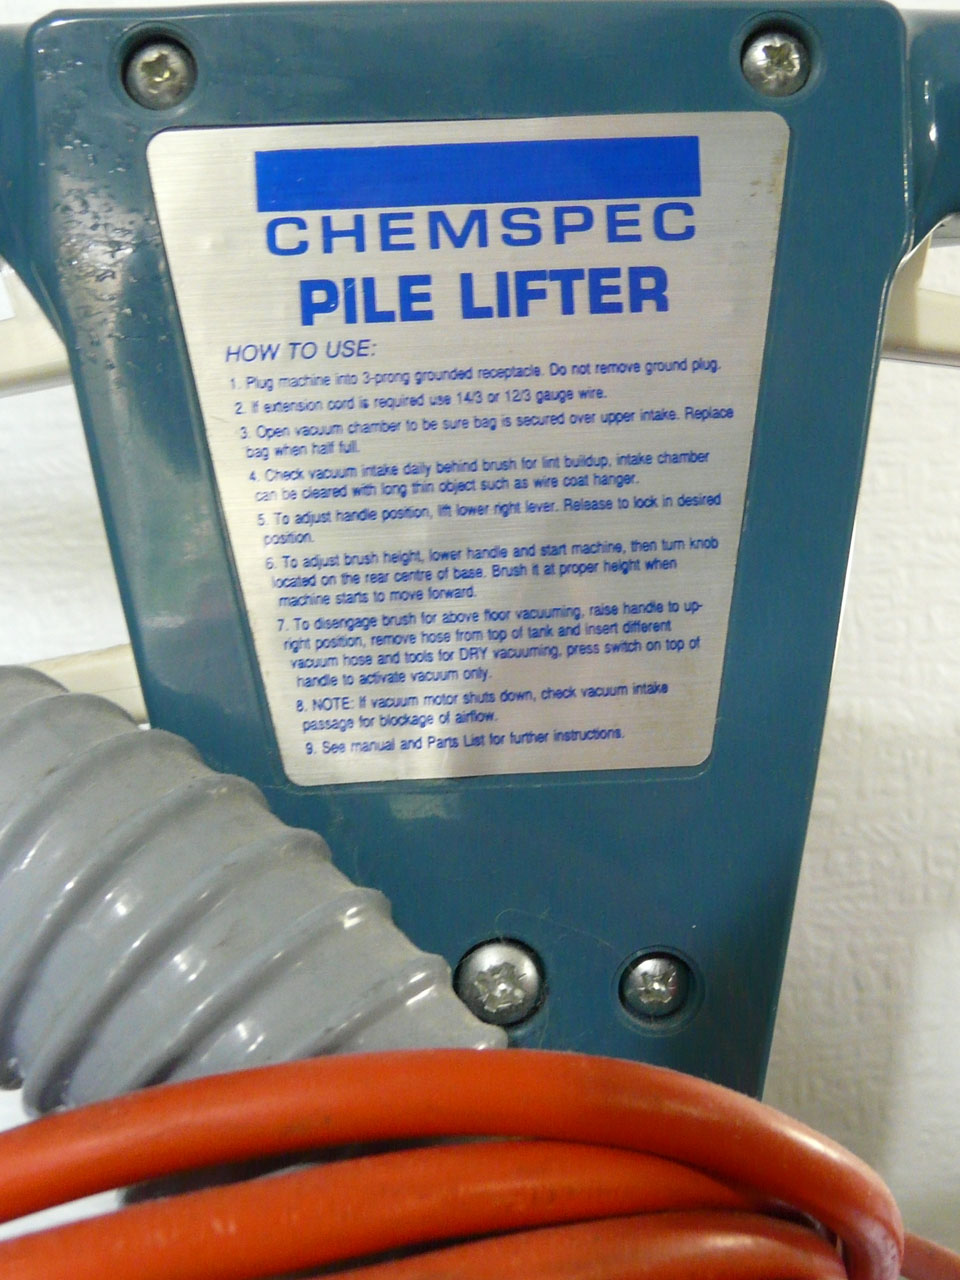 CHEMSPEC
PILE LIFTER
HOW TO USE:
1. Plug machine into 3-prong grounded receptacle. Do not remove ground plug.
2. If extension cord is required use 14/3 or 12/3 gauge wire.
3. Open vacuum chamber to be sure bag is secured over upper intake. Replace
bag when half full.
4. Check vacuum intake daily behind brush for lint buildup, intake chamber
can be cleared with long thin object such as wire coat hanger.
5. To adjust handle position, lift lower right lever. Release to lock in desired
position.
6. To adjust brush height, lower handle and start machine, then turn knob
located on the rear centre of base. Brush it at proper height when
machine starts to move forward.
7. To disengage brush for above floor vacuuming, raise handle to up-
right position, remove hose from top of tank and insert different
vacuum hose and tools for DRY vacuuming, press switch on top of
handle to activate vacuum only.
8. NOTE: If vacuum motor shuts down, check vacuum intake
passage for blockage of airflow.
9. See manual and Parts List for further instructions.